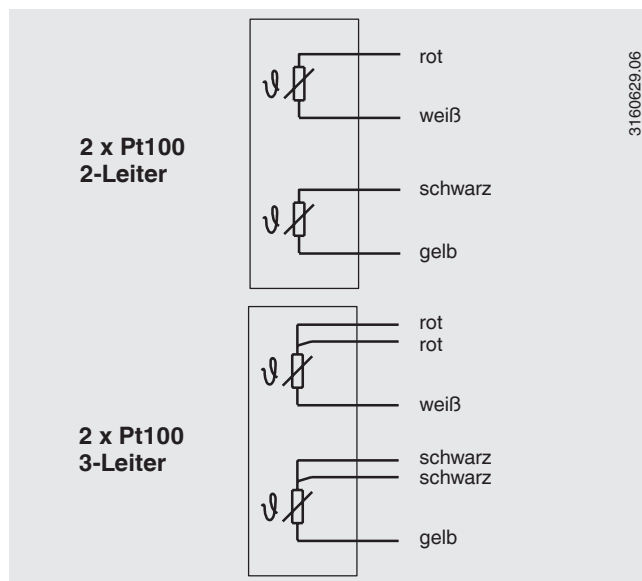 2 x Pt100
2-Leiter
ϑ
rot
weiß
ϑ
schwarz
gelb
2 x Pt100
3-Leiter
ϑ
rot
rot
weiß
ϑ
schwarz
schwarz
gelb
3160629.06